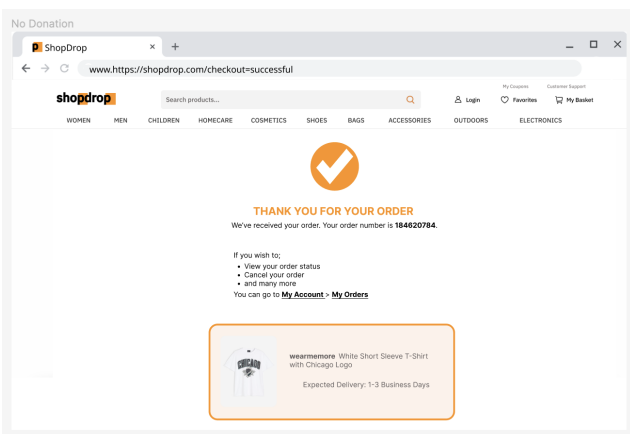 No Donation
ShopDrop × +
www.https://shopdrop.com/checkout=successful
My Coupons Customer Support
shopdrop Search products... Login Favorites My Basket
WOMEN MEN CHILDREN HOMECARE COSMETICS SHOES BAGS ACCESSORIES OUTDOORS ELECTRONICS
THANK YOU FOR YOUR ORDER
We've received your order. Your order number is 184620784.
If you wish to;
• View your order status
• Cancel your order
• and many more
You can go to My Account > My Orders
CHICAGO
wearmemore White Short Sleeve T-Shirt
with Chicago Logo
Expected Delivery: 1-3 Business Days